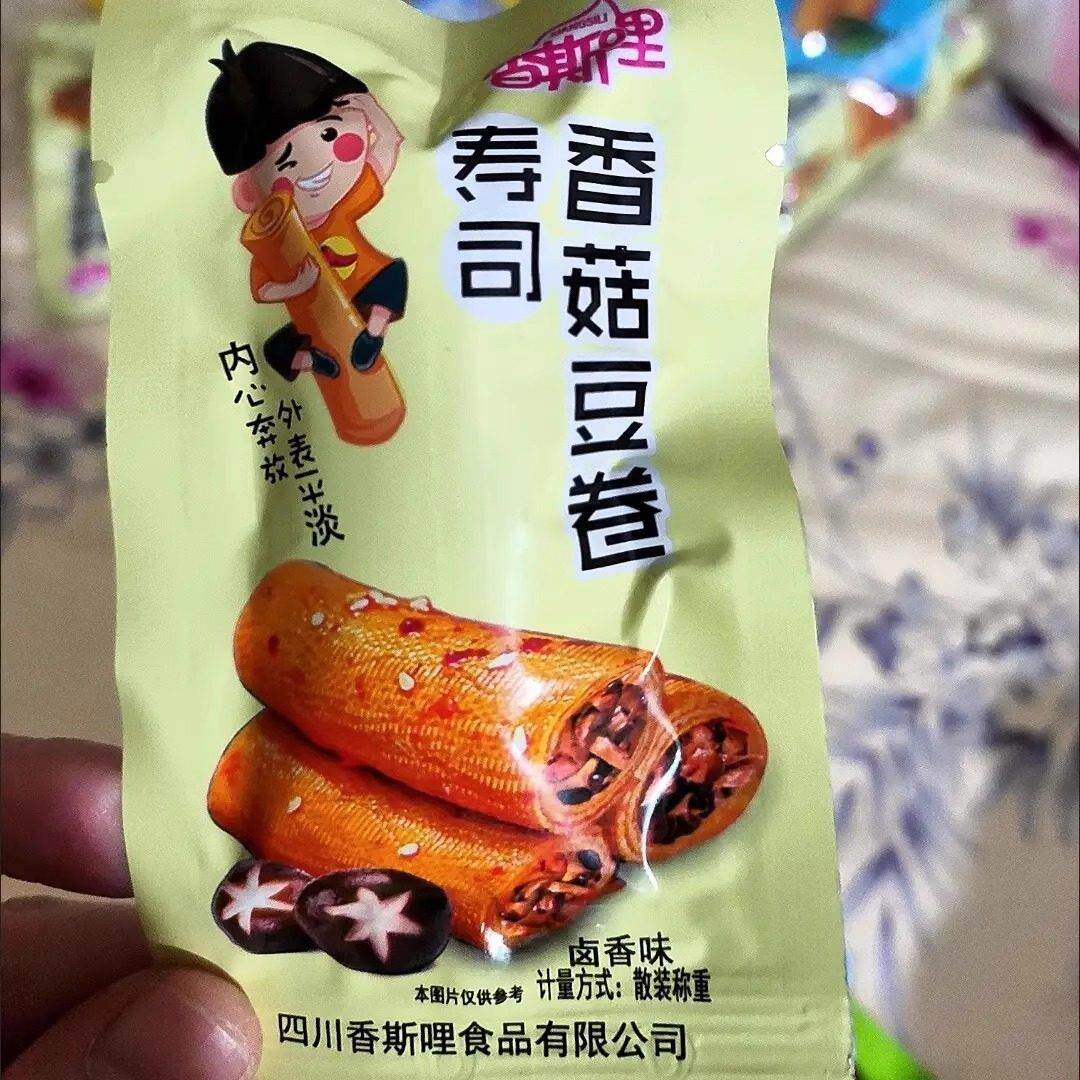 XIANGSILI
香斯哩
香菇豆卷
寿司
内心奔放
外表平淡
卤香味
计量方式：散装称重
本图片仅供参考
四川香斯哩食品有限公司